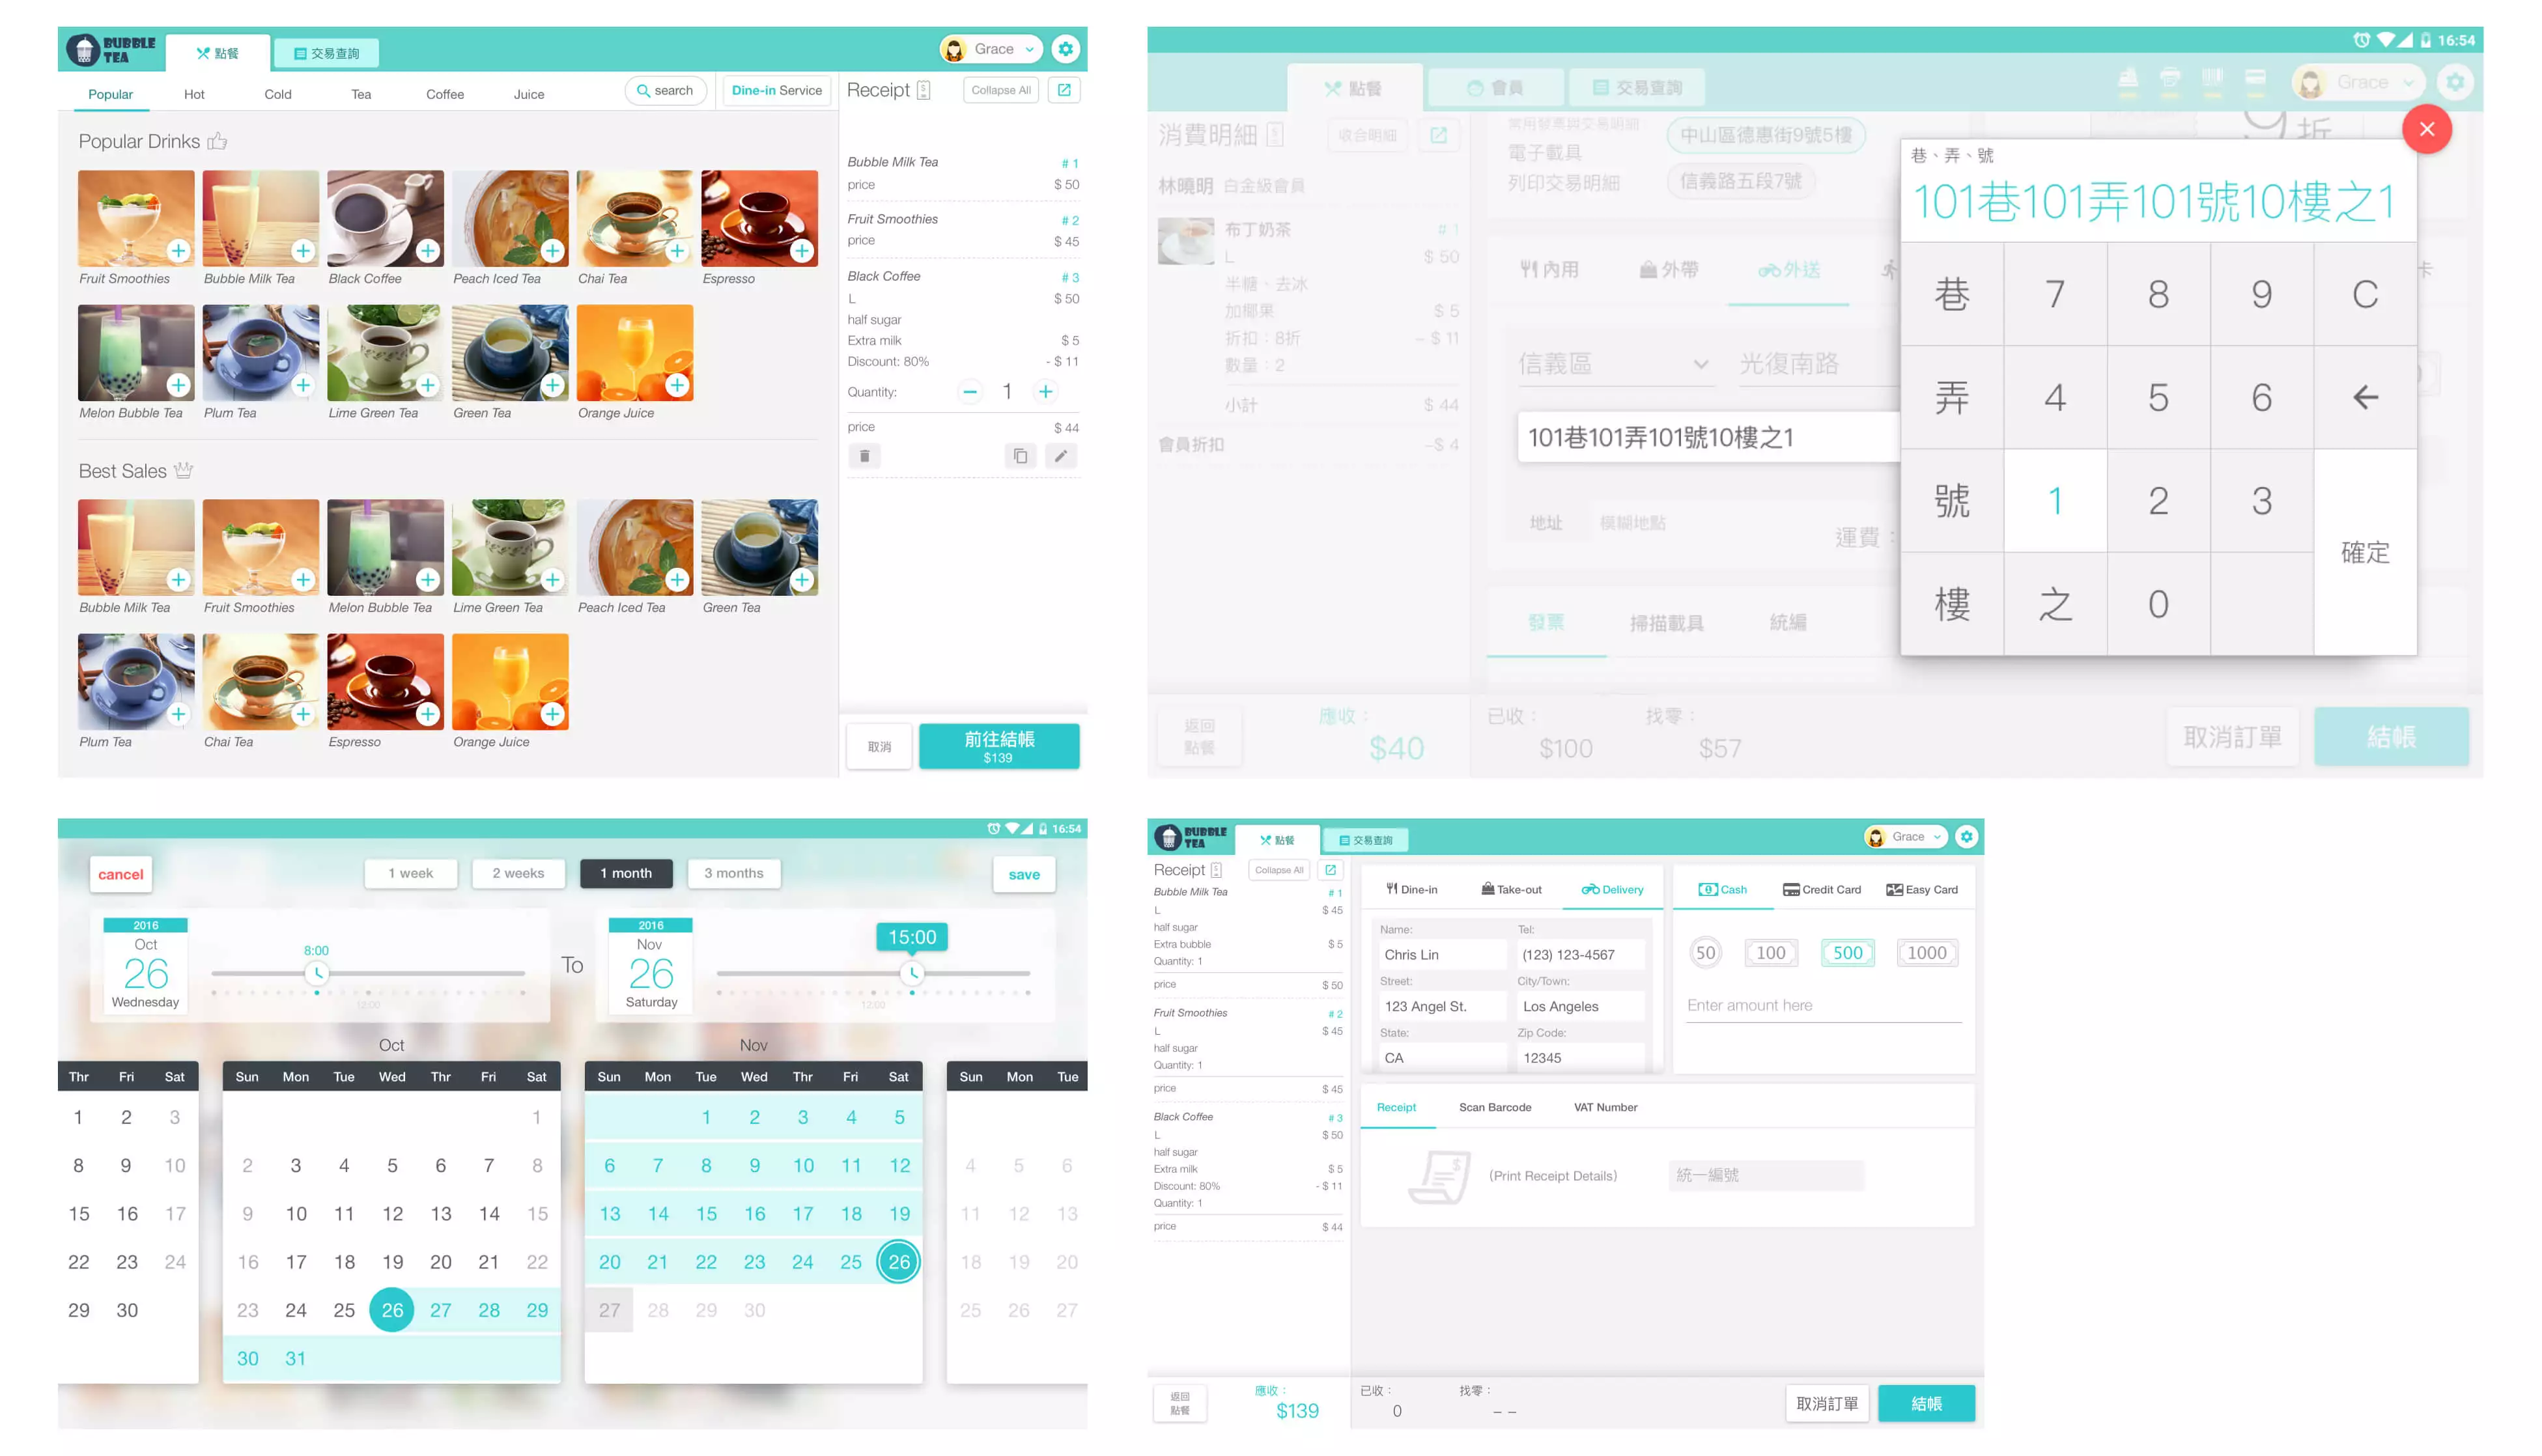 BUBBLE
TEA
點餐
交易查詢
Grace
Popular
Hot
Cold
Tea
Coffee
Juice
search
Dine-in Service
Popular Drinks
Fruit Smoothies
Bubble Milk Tea
Black Coffee
Peach Iced Tea
Chai Tea
Espresso
Melon Bubble Tea
Plum Tea
Lime Green Tea
Green Tea
Orange Juice
Best Sales
Bubble Milk Tea
Fruit Smoothies
Melon Bubble Tea
Lime Green Tea
Peach Iced Tea
Green Tea
Plum Tea
Chai Tea
Espresso
Orange Juice
Receipt
Collapse All
Bubble Milk Tea # 1
price $ 50
Fruit Smoothies # 2
price $ 45
Black Coffee # 3
L $ 50
half sugar
Extra milk $ 5
Discount: 80% - $ 11
Quantity: 1
price $ 44
取消
前往結帳
$139
16:54
點餐
會員
交易查詢
Grace
消費明細
收合明細
林曉明 白金級會員
布丁奶茶 # 1
L $ 50
半糖、去冰
加椰果 $ 5
折扣：8折 – $ 11
數量：2
小計 $ 44
會員折扣 –$ 4
常用發票與交易明細
電子載具
列印交易明細
中山區德惠街9號5樓
信義路五段7號
9折
內用
外帶
外送
卡
信義區
光復南路
101巷101弄101號10樓之1
地址
模糊地點
運費：
發票
掃描載具
統編
巷、弄、號
101巷101弄101號10樓之1
巷 7 8 9 C
弄 4 5 6
號 1 2 3
確定
樓 之 0
返回
點餐
應收：
$40
已收：
$100
找零：
$57
取消訂單
結帳
16:54
cancel
1 week
2 weeks
1 month
3 months
save
2016
Oct
26
Wednesday
8:00
12:00
To
2016
Nov
26
Saturday
15:00
12:00
Thr Fri Sat
1 2 3
8 9 10
15 16 17
22 23 24
29 30
Oct
Sun Mon Tue Wed Thr Fri Sat
1
2 3 4 5 6 7 8
9 10 11 12 13 14 15
16 17 18 19 20 21 22
23 24 25 26 27 28 29
30 31
Nov
Sun Mon Tue Wed Thr Fri Sat
1 2 3 4 5
6 7 8 9 10 11 12
13 14 15 16 17 18 19
20 21 22 23 24 25 26
27 28 29 30
Sun Mon Tue
4 5 6
11 12 13
18 19 20
25 26 27
BUBBLE
TEA
點餐
交易查詢
Grace
Receipt
Collapse All
Bubble Milk Tea # 1
L $ 45
half sugar
Extra bubble $ 5
Quantity: 1
price $ 50
Fruit Smoothies # 2
L $ 45
half sugar
Quantity: 1
price $ 45
Black Coffee # 3
L $ 50
half sugar
Extra milk $ 5
Discount: 80% - $ 11
Quantity: 1
price $ 44
Dine-in
Take-out
Delivery
Name:
Chris Lin
Tel:
(123) 123-4567
Street:
123 Angel St.
City/Town:
Los Angeles
State:
CA
Zip Code:
12345
Cash
Credit Card
Easy Card
50
100
500
1000
Enter amount here
Receipt
Scan Barcode
VAT Number
(Print Receipt Details)
統一編號
返回
點餐
應收：
$139
已收：
0
找零：
– –
取消訂單
結帳